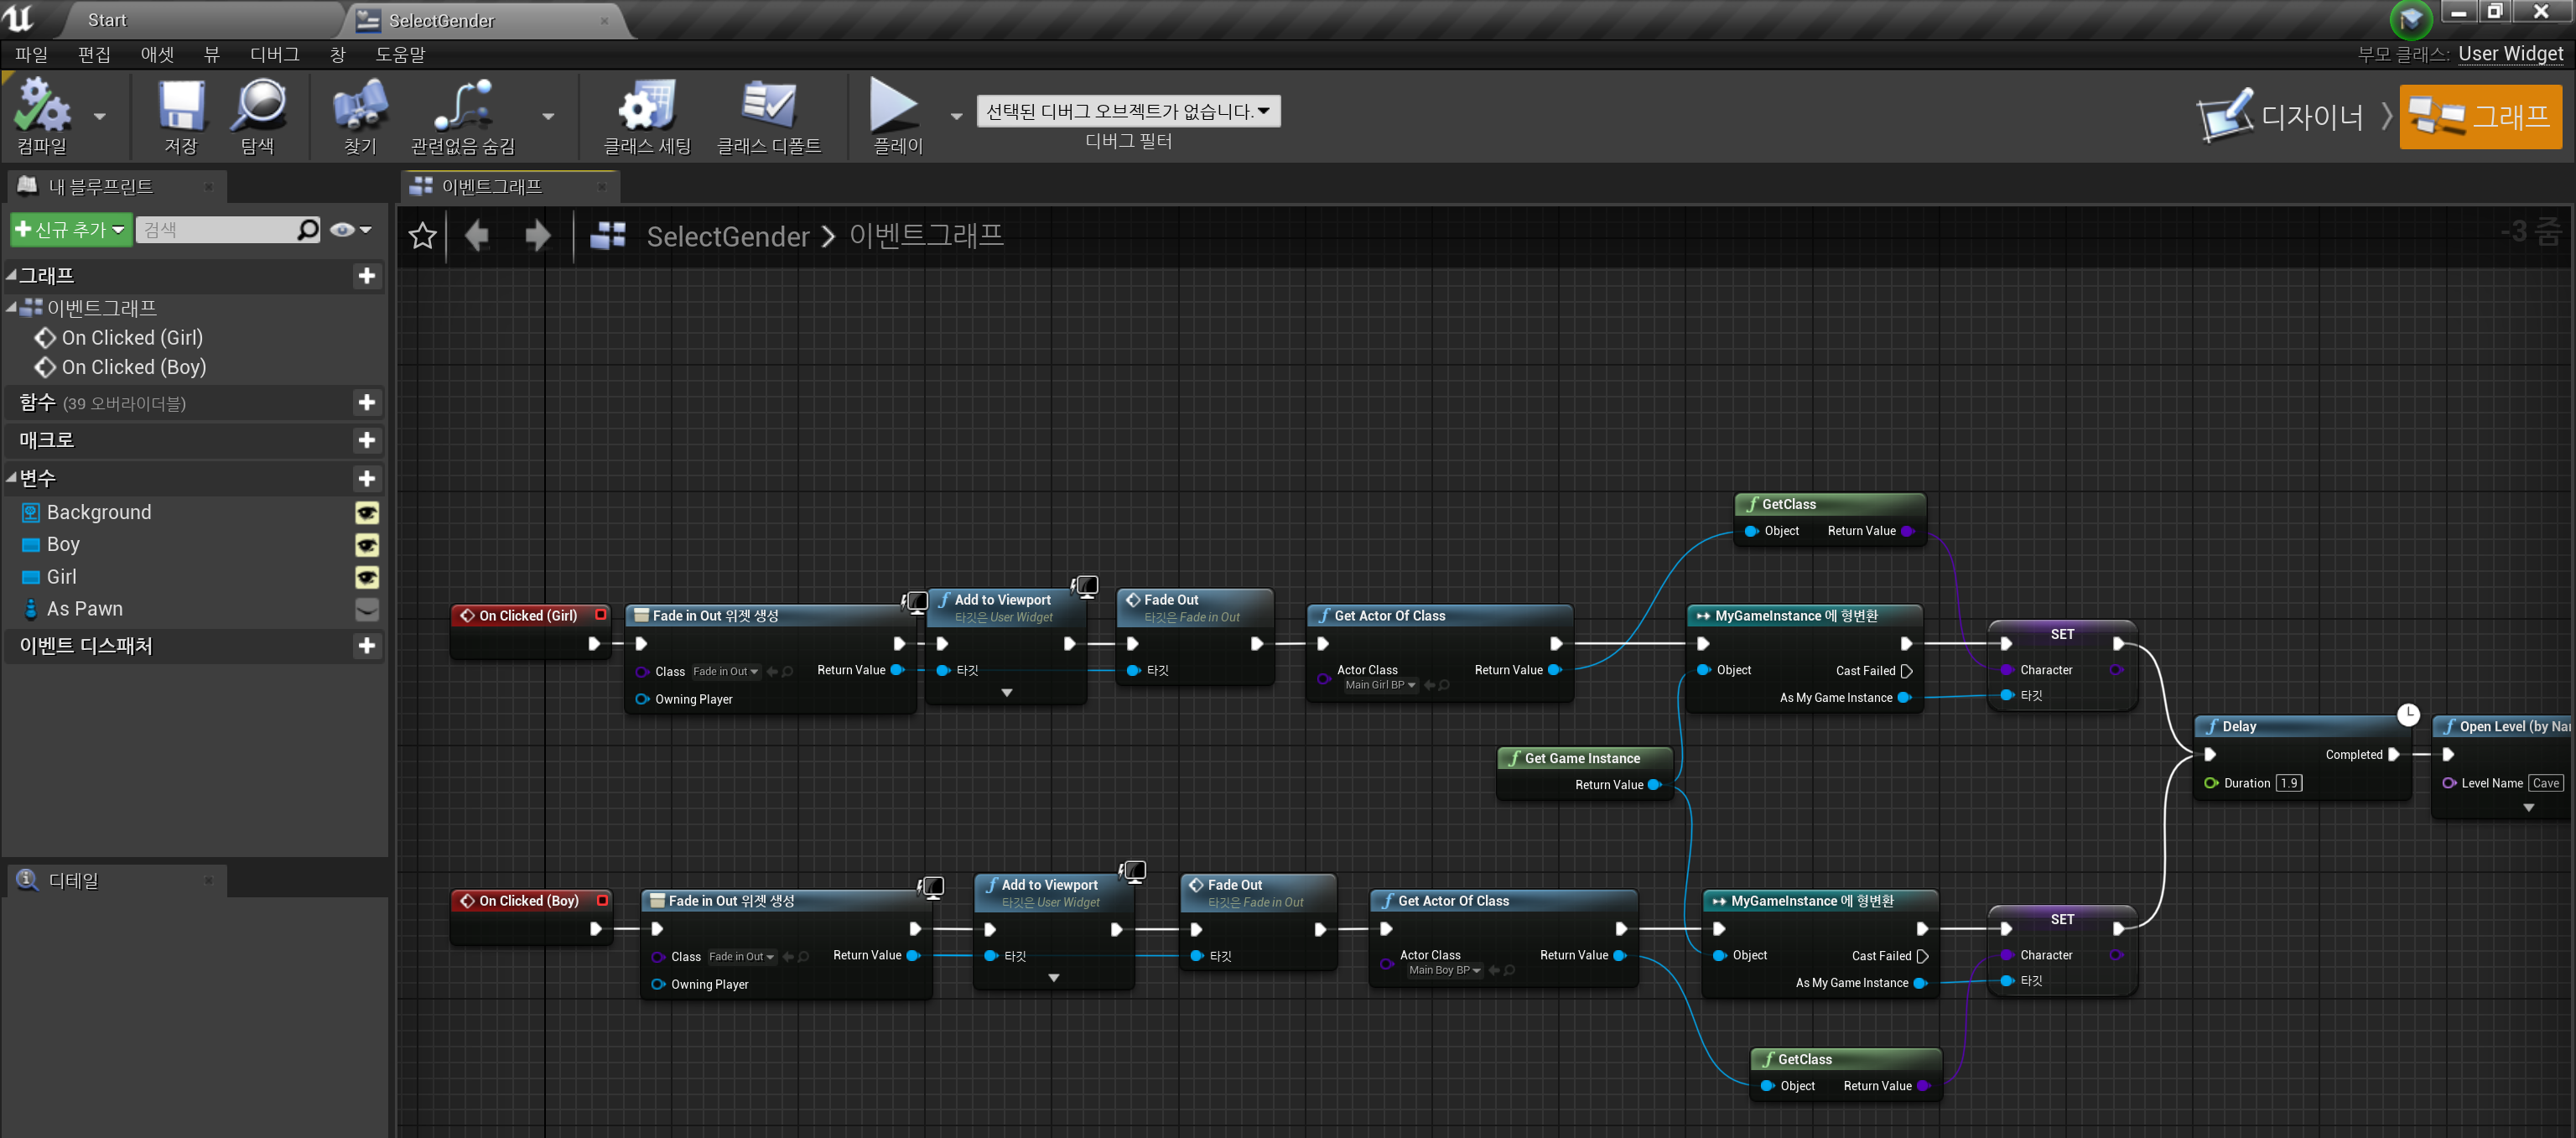 Start
SelectGender
파일 편집 애셋 뷰 디버그 창 도움말
부모 클래스: User Widget
컴파일
저장
탐색
찾기
관련없음 숨김
클래스 세팅
클래스 디폴트
플레이
선택된 디버그 오브젝트가 없습니다.
디버그 필터
디자이너
그래프
내 블루프린트
이벤트그래프
신규 추가
검색
SelectGender > 이벤트그래프
-3 줌
그래프
이벤트그래프
On Clicked (Girl)
On Clicked (Boy)
함수 (39 오버라이더블)
매크로
변수
Background
Boy
Girl
As Pawn
이벤트 디스패처
디테일
GetClass
Object Return Value
On Clicked (Girl)
Fade in Out 위젯 생성
Class Fade in Out Return Value
Owning Player
Add to Viewport
타깃은 User Widget
타깃
Fade Out
타깃은 Fade in Out
타깃
Get Actor Of Class
Actor Class Return Value
Main Girl BP
MyGameInstance 에 형변환
Object Cast Failed
As My Game Instance
SET
Character
타깃
Get Game Instance
Return Value
Delay
Completed
Duration 1.9
Open Level (by Na
Level Name Cave
On Clicked (Boy)
Fade in Out 위젯 생성
Class Fade in Out Return Value
Owning Player
Add to Viewport
타깃은 User Widget
타깃
Fade Out
타깃은 Fade in Out
타깃
Get Actor Of Class
Actor Class Return Value
Main Boy BP
MyGameInstance 에 형변환
Object Cast Failed
As My Game Instance
SET
Character
타깃
GetClass
Object Return Value